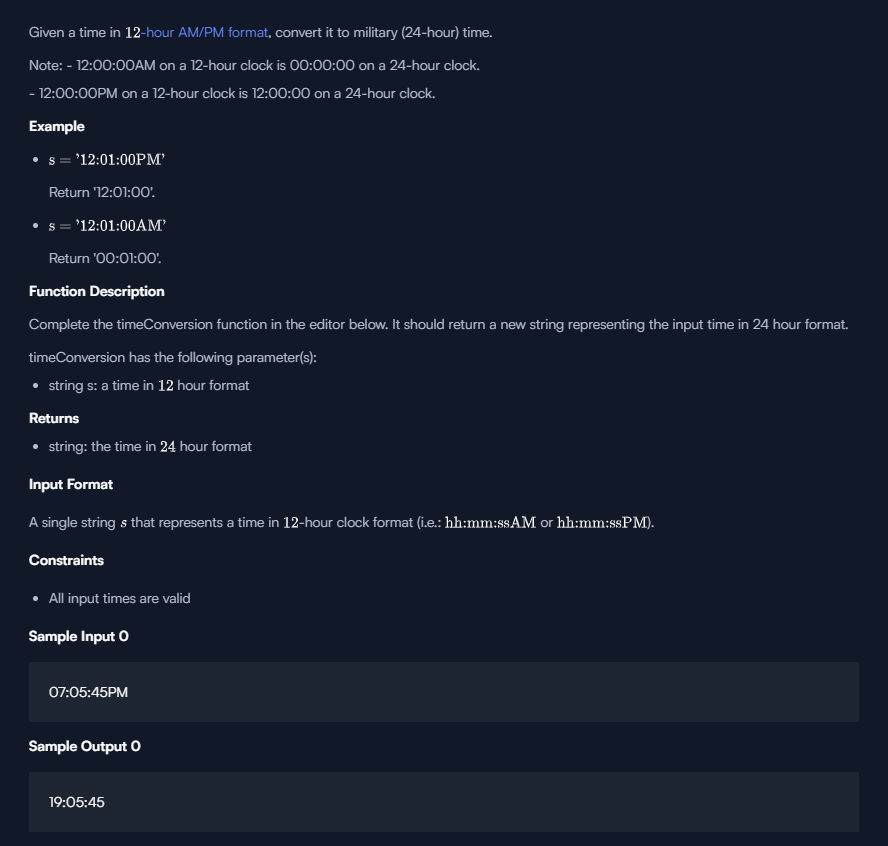 Given a time in 12-hour AM/PM format, convert it to military (24-hour) time.
Note: - 12:00:00AM on a 12-hour clock is 00:00:00 on a 24-hour clock.
- 12:00:00PM on a 12-hour clock is 12:00:00 on a 24-hour clock.
Example
• s = '12:01:00PM'
Return '12:01:00'.
• s = '12:01:00AM'
Return '00:01:00'.
Function Description
Complete the timeConversion function in the editor below. It should return a new string representing the input time in 24 hour format.
timeConversion has the following parameter(s):
• string s: a time in 12 hour format
Returns
• string: the time in 24 hour format
Input Format
A single string s that represents a time in 12-hour clock format (i.e.: hh:mm:ssAM or hh:mm:ssPM).
Constraints
• All input times are valid
Sample Input 0
07:05:45PM
Sample Output 0
19:05:45